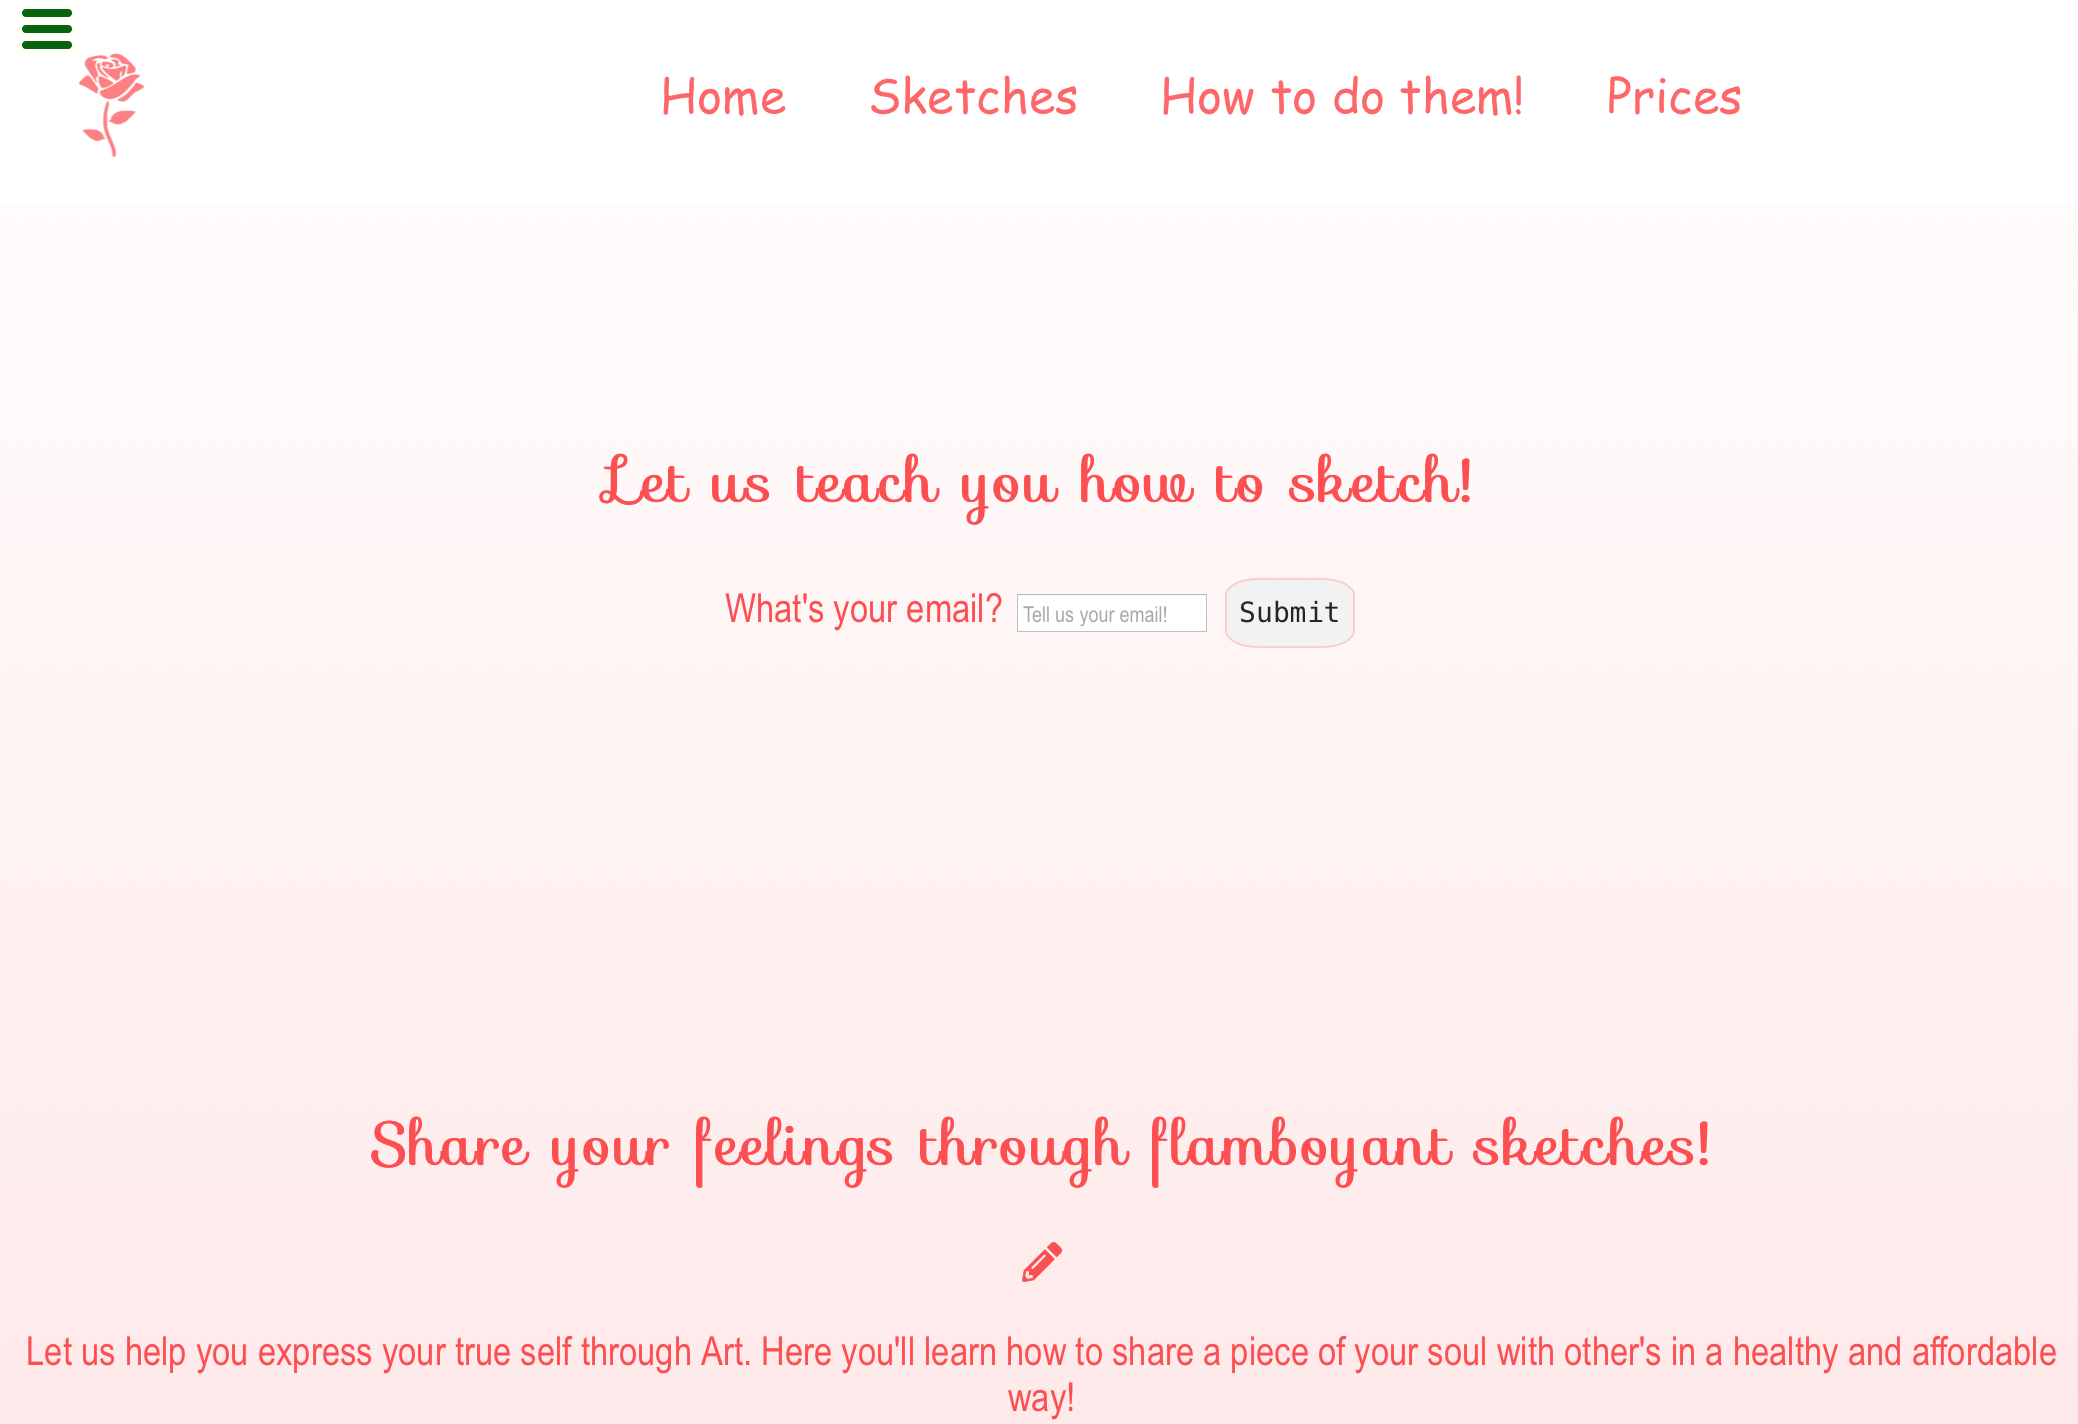 Home Sketches How to do them! Prices
Let us teach you how to sketch!
What's your email? Tell us your email! Submit
Share your feelings through flamboyant sketches!
Let us help you express your true self through Art. Here you'll learn how to share a piece of your soul with other's in a healthy and affordable
way!